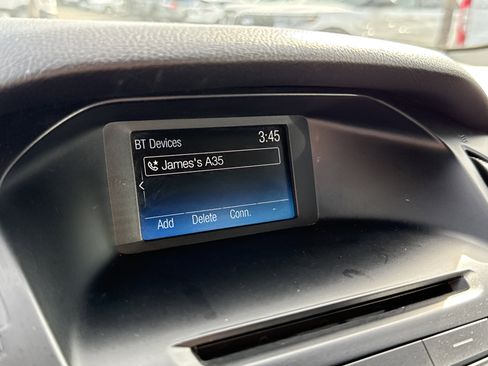 BT Devices 3:45
James's A35
Add Delete Conn.